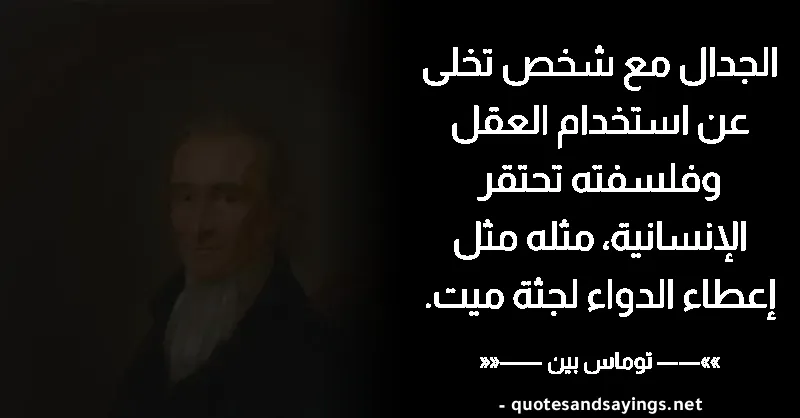 الجدال مع شخص تخلى
عن استخدام العقل
وفلسفته تحتقر
الإنسانية، مثله مثل
إعطاء الدواء لجثة ميت.
»»—— توماس بين ——««
- quotesandsayings.net